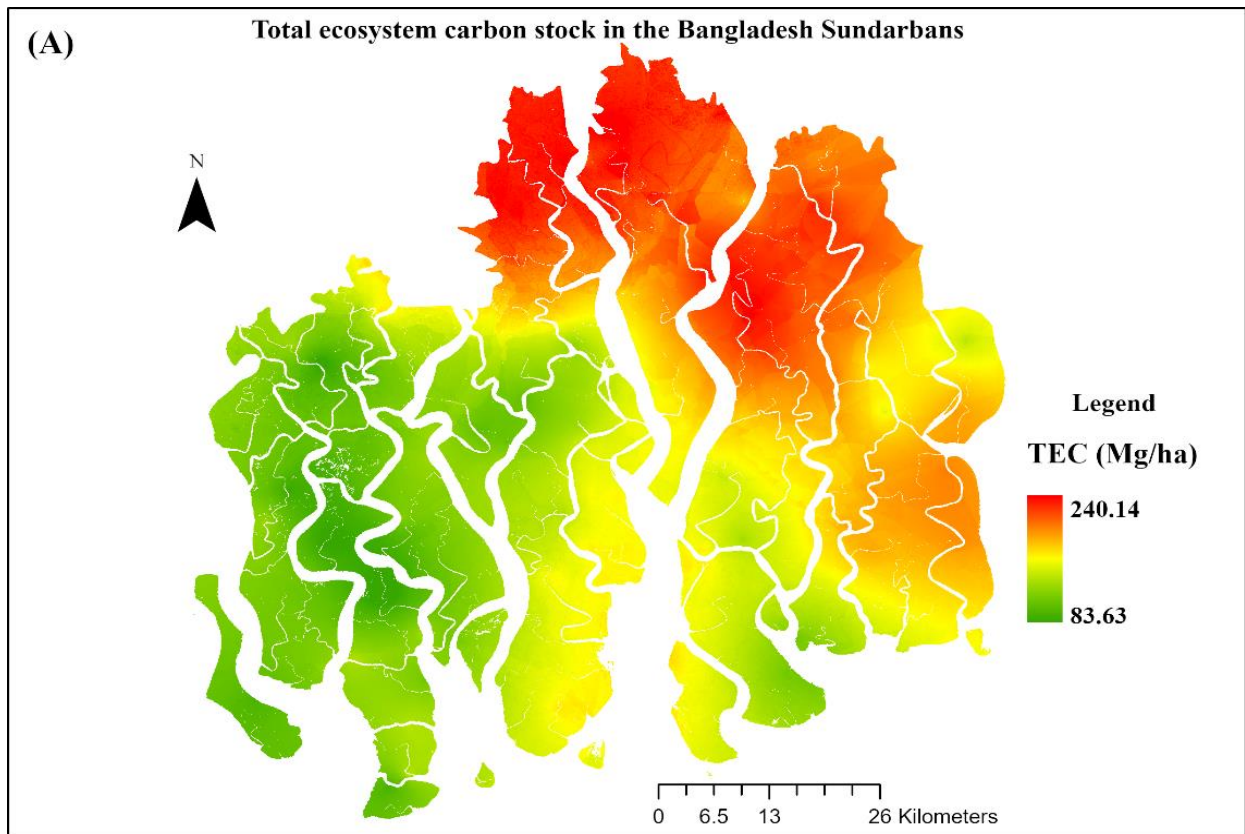 (A)
Total ecosystem carbon stock in the Bangladesh Sundarbans
N
Legend
TEC (Mg/ha)
240.14
83.63
0 6.5 13 26 Kilometers